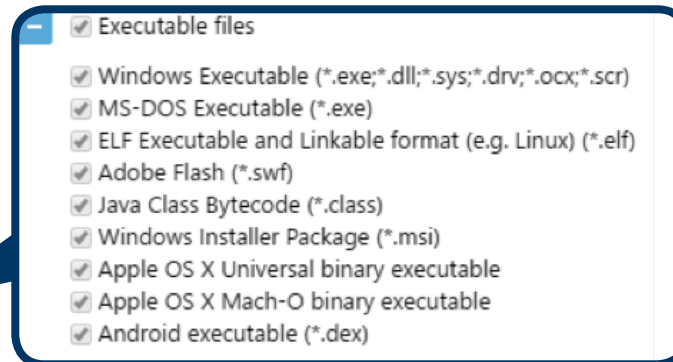 Executable files
Windows Executable (*.exe;*.dll;*.sys;*.drv;*.ocx;*.scr)
MS-DOS Executable (*.exe)
ELF Executable and Linkable format (e.g. Linux) (*.elf)
Adobe Flash (*.swf)
Java Class Bytecode (*.class)
Windows Installer Package (*.msi)
Apple OS X Universal binary executable
Apple OS X Mach-O binary executable
Android executable (*.dex)